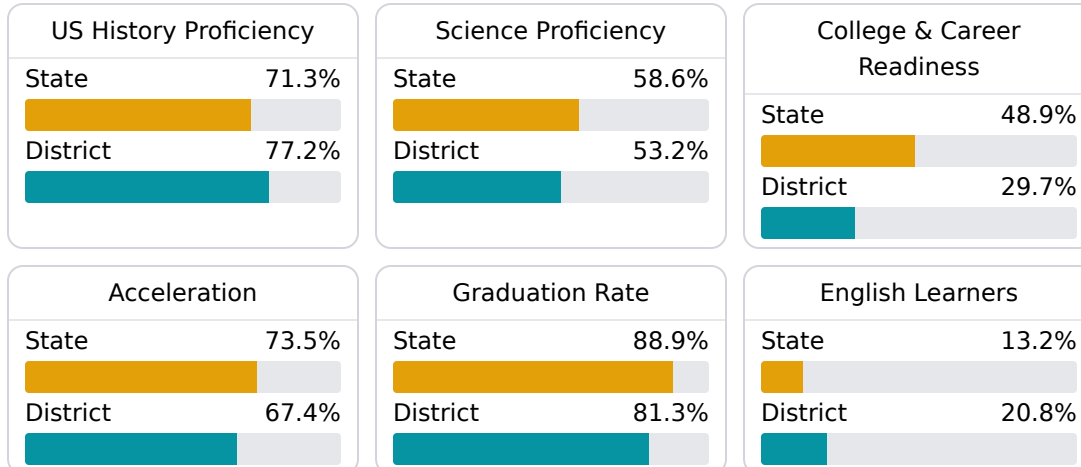 US History Proficiency
State 71.3%
District 77.2%
Science Proficiency
State 58.6%
District 53.2%
College & Career
Readiness
State 48.9%
District 29.7%
Acceleration
State 73.5%
District 67.4%
Graduation Rate
State 88.9%
District 81.3%
English Learners
State 13.2%
District 20.8%